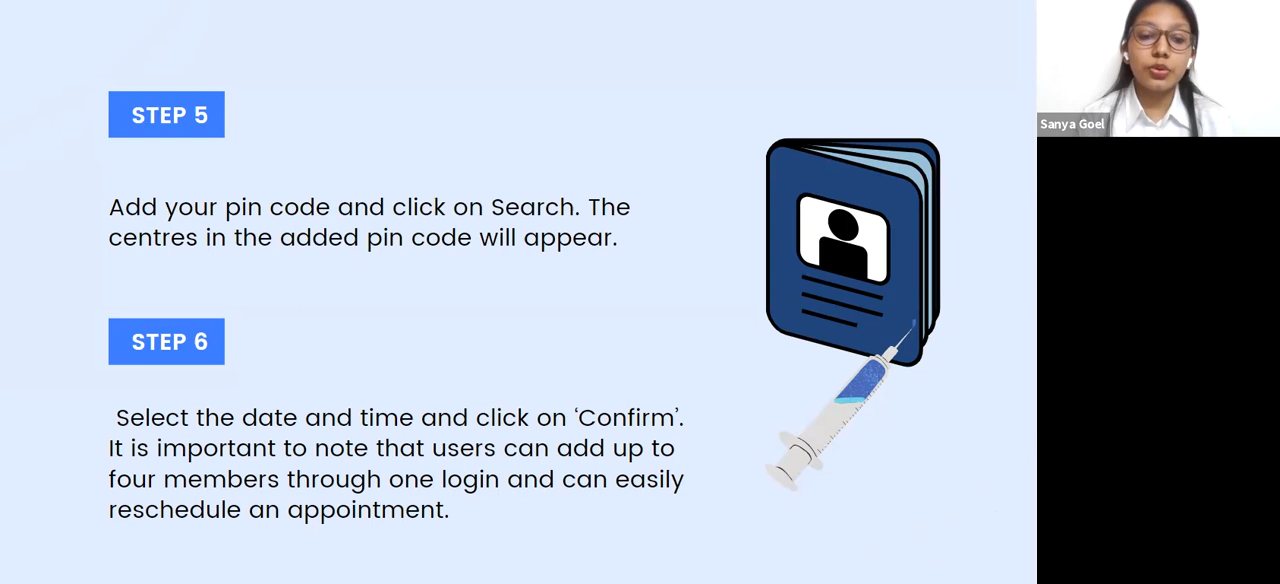 STEP 5
Add your pin code and click on Search. The
centres in the added pin code will appear.
STEP 6
Select the date and time and click on ‘Confirm’.
It is important to note that users can add up to
four members through one login and can easily
reschedule an appointment.
Sanya Goel